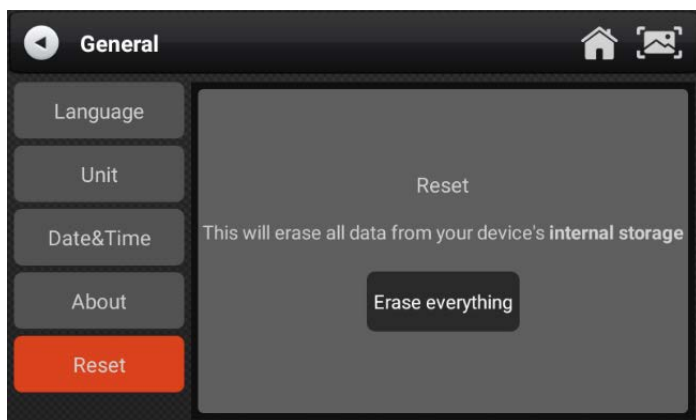 General
Language
Unit
Date&Time
About
Reset
Reset
This will erase all data from your device's internal storage
Erase everything